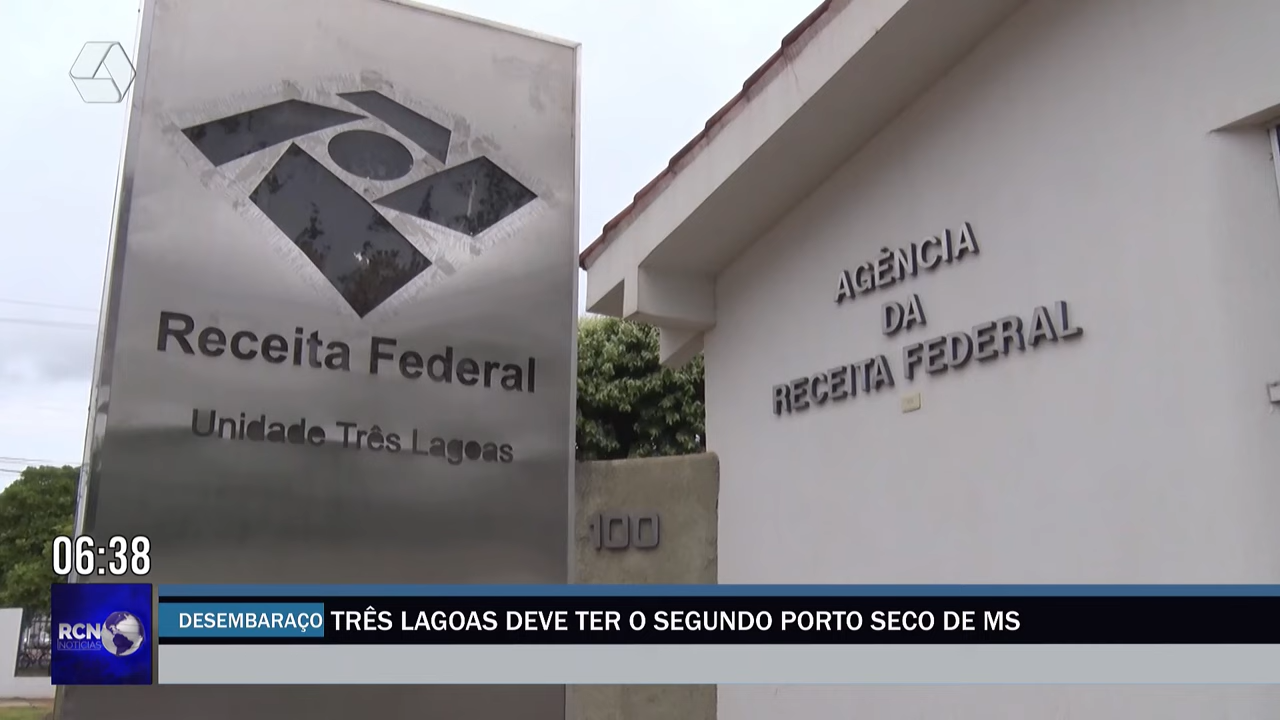 Receita Federal
Unidade Três Lagoas
AGÊNCIA
DA
RECEITA FEDERAL
100
06:38
RCN
NOTÍCIAS
DESEMBARAÇO
TRÊS LAGOAS DEVE TER O SEGUNDO PORTO SECO DE MS